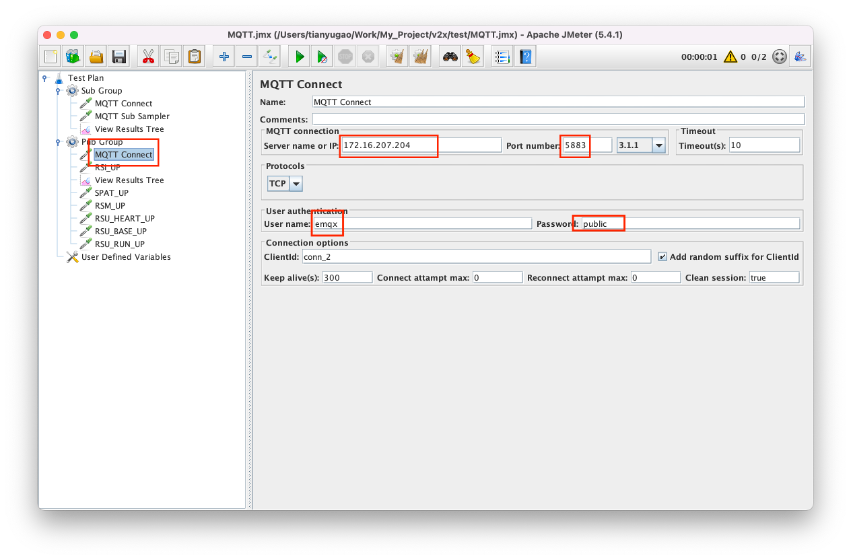 MQTT.jmx (/Users/tianyugao/Work/My_Project/v2x/test/MQTT.jmx) - Apache JMeter (5.4.1)
00:00:01 0 0/2
Test Plan
Sub Group
MQTT Connect
MQTT Sub Sampler
View Results Tree
Pub Group
MQTT Connect
RSI_UP
View Results Tree
SPAT_UP
RSM_UP
RSU_HEART_UP
RSU_BASE_UP
RSU_RUN_UP
User Defined Variables
MQTT Connect
Name: MQTT Connect
Comments:
MQTT connection
Server name or IP: 172.16.207.204 Port number: 5883 3.1.1
Timeout
Timeout(s): 10
Protocols
TCP
User authentication
User name: emqx Password: public
Connection options
ClientId: conn_2 Add random suffix for ClientId
Keep alive(s): 300 Connect attampt max: 0 Reconnect attampt max: 0 Clean session: true